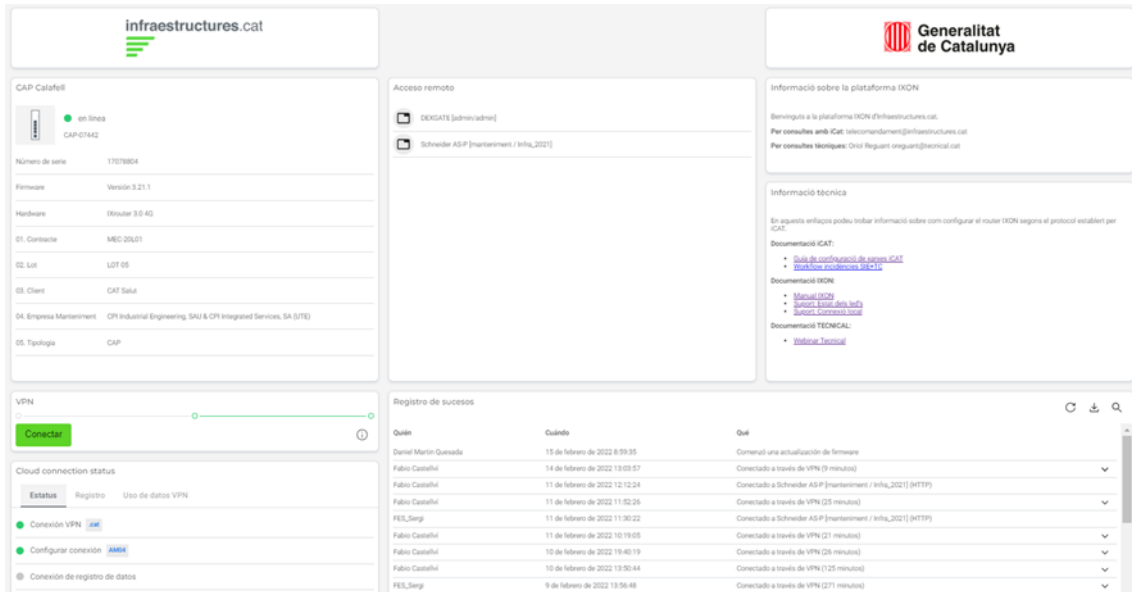 infraestructures.cat
Generalitat
de Catalunya
CAP Calafell
en línea
CAP-07442
Número de serie 17078804
Firmware Versión 3.21.1
Hardware IXrouter 3.0 4G
01. Contracte MEC-20L01
02. Lot LOT 05
03. Client CAT Salut
04. Empresa Manteniment CPI Industrial Engineering, SAU & CPI Integrated Services, SA (UTE)
05. Tipologia CAP
Acceso remoto
DEXGATE [admin/admin]
Schneider AS-P [manteniment / Infra_2021]
Informació sobre la plataforma IXON
Benvinguts a la plataforma IXON d'Infraestructures.cat.
Per consultes amb iCat: telecomandament@infraestructures.cat
Per consultes tècniques: Oriol Reguant oreguant@tecnical.cat
Informació tècnica
En aquests enllaços podeu trobar informació sobre com configurar el router IXON segons el protocol establert per
iCAT.
Documentació iCAT:
Guia de configuració de xarxes iCAT
Workflow incidències SIE+TC
Documentació IXON:
Manual IXON
Suport: Estat dels led's
Suport: Connexió local
Documentació TECNICAL:
Webinar Tecnical
VPN
Conectar
Cloud connection status
Estatus Registro Uso de datos VPN
Conexión VPN .cat
Configurar conexión AM04
Conexión de registro de datos
Registro de sucesos
Quién Cuándo Qué
Daniel Martin Quesada 15 de febrero de 2022 8:59:35 Comenzó una actualización de firmware
Fabio Castellví 14 de febrero de 2022 13:03:57 Conectado a través de VPN (9 minutos)
Fabio Castellví 11 de febrero de 2022 12:12:24 Conectado a Schneider AS-P [manteniment / Infra_2021] (HTTP)
Fabio Castellví 11 de febrero de 2022 11:52:26 Conectado a través de VPN (25 minutos)
FES_Sergi 11 de febrero de 2022 11:30:22 Conectado a Schneider AS-P [manteniment / Infra_2021] (HTTP)
Fabio Castellví 11 de febrero de 2022 10:19:05 Conectado a través de VPN (21 minutos)
Fabio Castellví 10 de febrero de 2022 19:40:19 Conectado a través de VPN (26 minutos)
Fabio Castellví 10 de febrero de 2022 13:50:44 Conectado a través de VPN (125 minutos)
FES_Sergi 9 de febrero de 2022 13:56:48 Conectado a través de VPN (271 minutos)